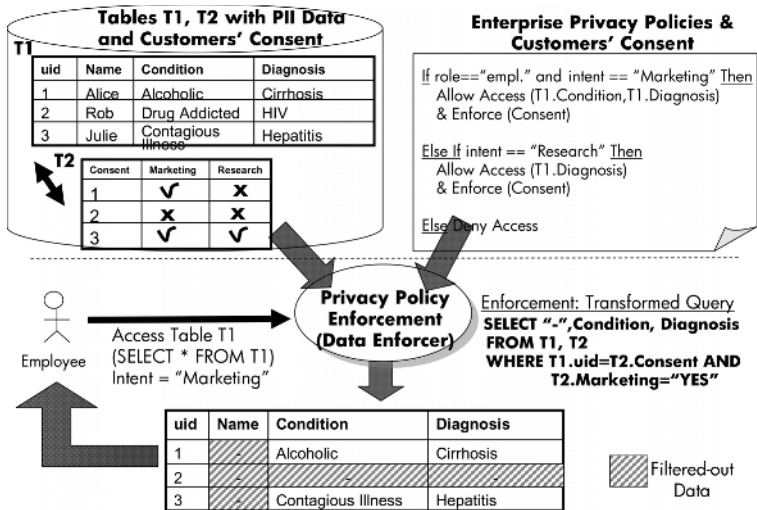 Tables T1, T2 with PII Data
and Customers' Consent
T1
uid Name Condition Diagnosis
1 Alice Alcoholic Cirrhosis
2 Rob Drug Addicted HIV
3 Julie Contagious Illness Hepatitis
T2
Consent Marketing Research
1 √ x
2 x x
3 √ √
Enterprise Privacy Policies &
Customers' Consent
If role=="empl." and intent == "Marketing" Then
Allow Access (T1.Condition,T1.Diagnosis)
& Enforce (Consent)
Else If intent == "Research" Then
Allow Access (T1.Diagnosis)
& Enforce (Consent)
Else Deny Access
Employee
Access Table T1
(SELECT * FROM T1)
Intent = "Marketing"
Privacy Policy
Enforcement
(Data Enforcer)
Enforcement: Transformed Query
SELECT "-",Condition, Diagnosis
FROM T1, T2
WHERE T1.uid=T2.Consent AND
T2.Marketing="YES"
uid Name Condition Diagnosis
1 - Alcoholic Cirrhosis
2 - - -
3 - Contagious Illness Hepatitis
Filtered-out
Data